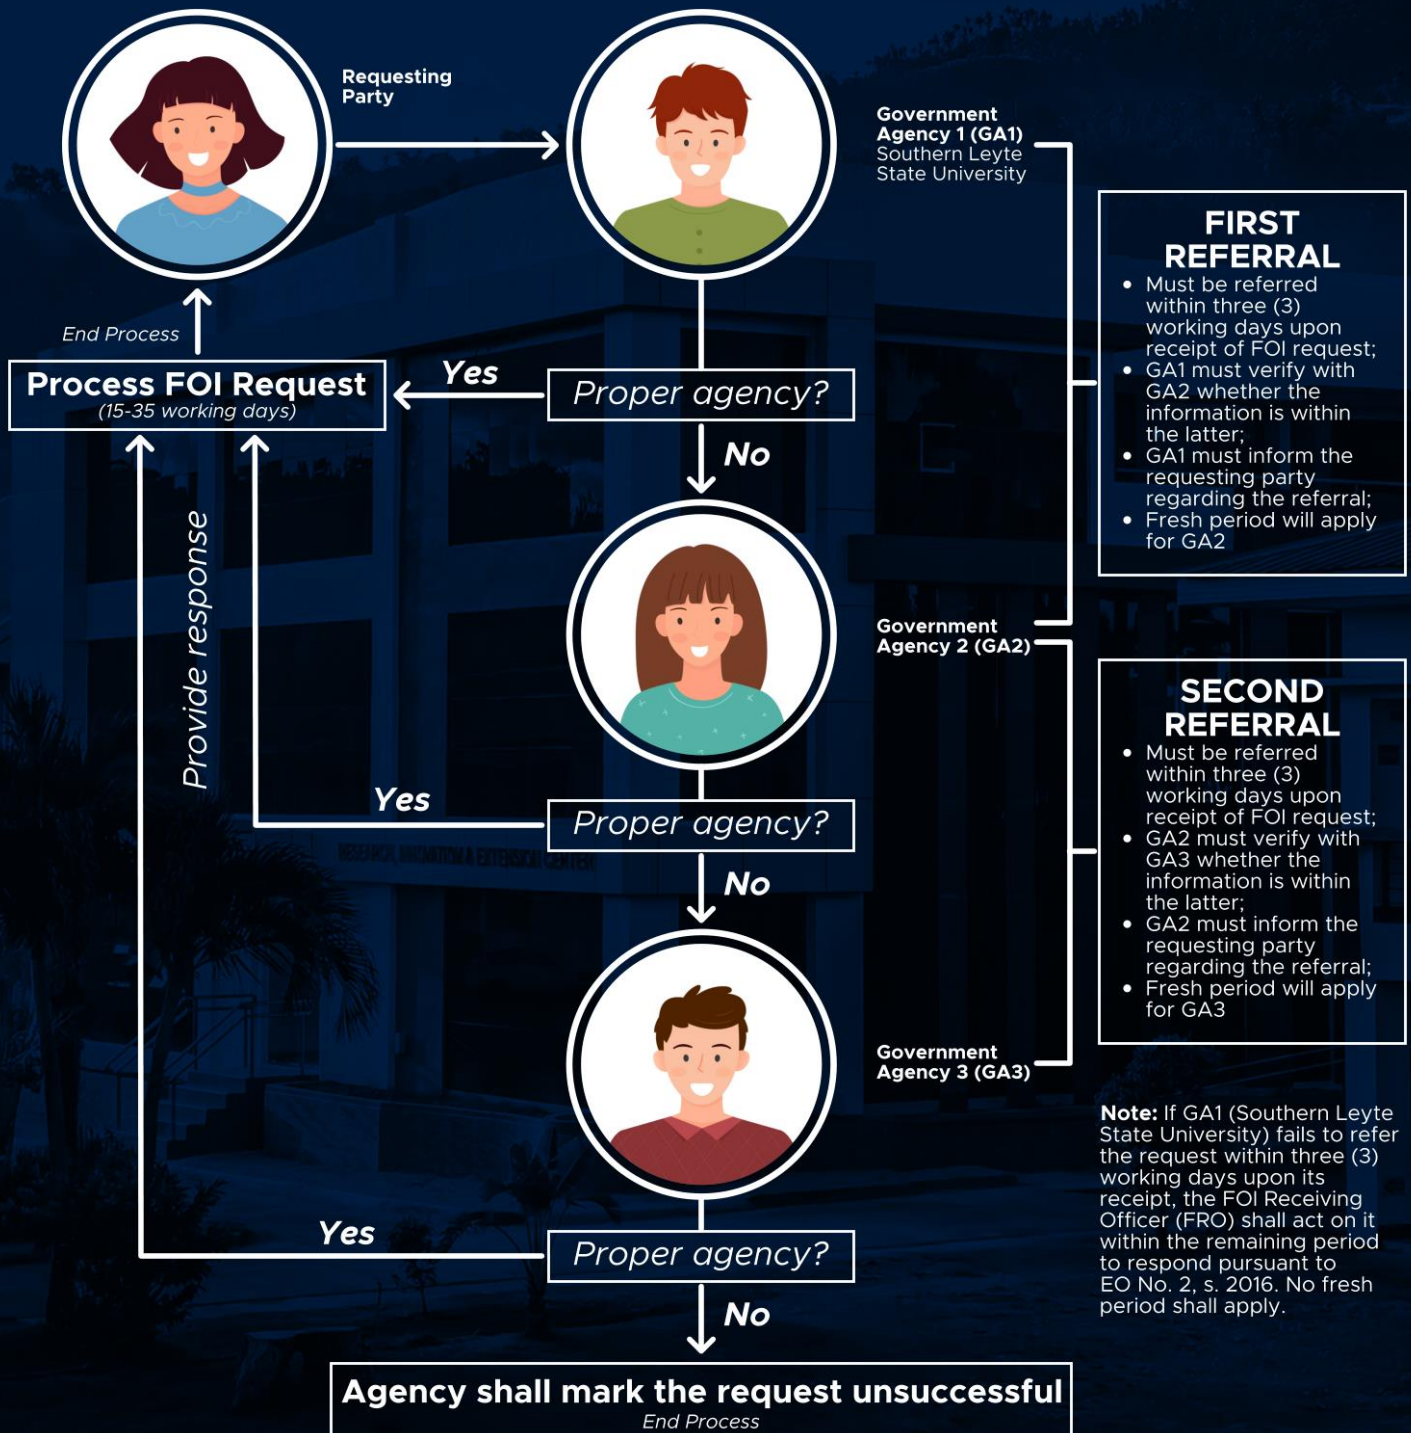 Requesting
Party
Government
Agency 1 (GA1)
Southern Leyte
State University
FIRST
REFERRAL
• Must be referred
within three (3)
working days upon
receipt of FOI request;
• GA1 must verify with
GA2 whether the
information is within
the latter;
• GA1 must inform the
requesting party
regarding the referral;
• Fresh period will apply
for GA2
End Process
Process FOI Request
(15-35 working days)
Yes
Proper agency?
No
Provide response
Government
Agency 2 (GA2)
SECOND
REFERRAL
• Must be referred
within three (3)
working days upon
receipt of FOI request;
• GA2 must verify with
GA3 whether the
information is within
the latter;
• GA2 must inform the
requesting party
regarding the referral;
• Fresh period will apply
for GA3
Yes
Proper agency?
RESEARCH, INNOVATION & EXTENSION CENTER
No
Government
Agency 3 (GA3)
Note: If GA1 (Southern Leyte
State University) fails to refer
the request within three (3)
working days upon its
receipt, the FOI Receiving
Officer (FRO) shall act on it
within the remaining period
to respond pursuant to
EO No. 2, s. 2016. No fresh
period shall apply.
Yes
Proper agency?
No
Agency shall mark the request unsuccessful
End Process